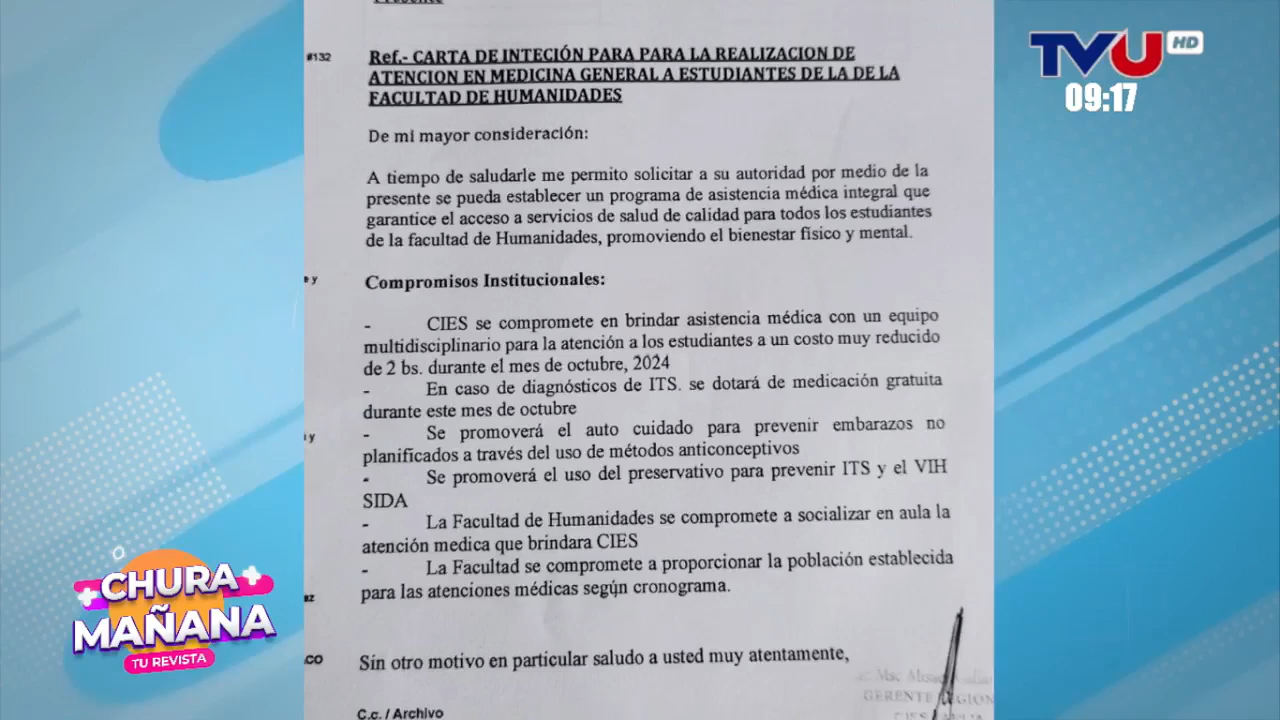 Presente
#132
Ref.- CARTA DE INTECIÓN PARA PARA LA REALIZACION DE
ATENCION EN MEDICINA GENERAL A ESTUDIANTES DE LA DE LA
FACULTAD DE HUMANIDADES
De mi mayor consideración:
A tiempo de saludarle me permito solicitar a su autoridad por medio de la
presente se pueda establecer un programa de asistencia médica integral que
garantice el acceso a servicios de salud de calidad para todos los estudiantes
de la facultad de Humanidades, promoviendo el bienestar físico y mental.
y
Compromisos Institucionales:
- CIES se compromete en brindar asistencia médica con un equipo
multidisciplinario para la atención a los estudiantes a un costo muy reducido
de 2 bs. durante el mes de octubre, 2024
- En caso de diagnósticos de ITS. se dotará de medicación gratuita
durante este mes de octubre
y
- Se promoverá el auto cuidado para prevenir embarazos no
planificados a través del uso de métodos anticonceptivos
- Se promoverá el uso del preservativo para prevenir ITS y el VIH
SIDA
- La Facultad de Humanidades se compromete a socializar en aula la
atención medica que brindara CIES
- La Facultad se compromete a proporcionar la población establecida
para las atenciones médicas según cronograma.
Sín otro motivo en particular saludo a usted muy atentamente,
Msc
GERENTE REGION
C.c. / Archivo
TVU HD
09:17
CHURA
MAÑANA
TU REVISTA